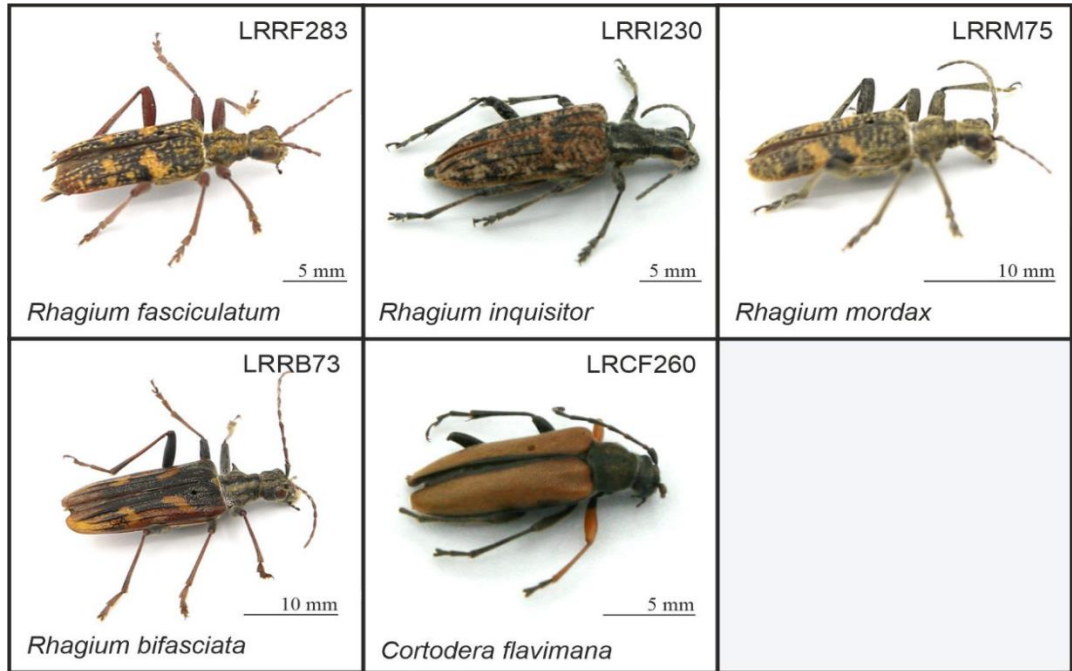 LRRF283
5 mm
Rhagium fasciculatum
LRRI230
5 mm
Rhagium inquisitor
LRRM75
10 mm
Rhagium mordax
LRRB73
10 mm
Rhagium bifasciata
LRCF260
5 mm
Cortodera flavimana